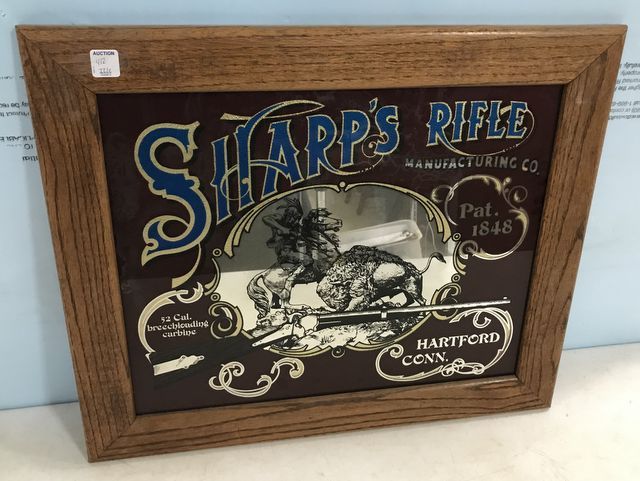 AUCTION
SHARP'S RIFLE
MANUFACTURING CO.
Pat.
1848
52 Cal.
breechloading
carbine
HARTFORD
CONN.